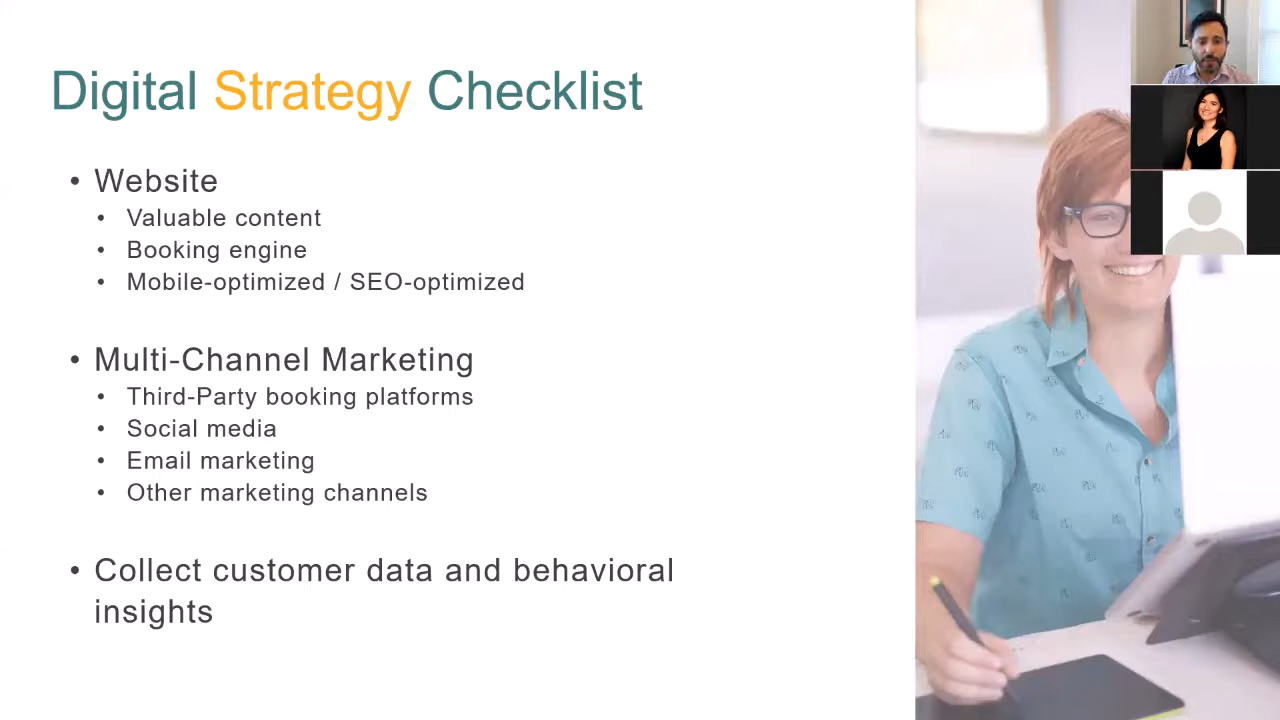 Digital Strategy Checklist
• Website
• Valuable content
• Booking engine
• Mobile-optimized / SEO-optimized
• Multi-Channel Marketing
• Third-Party booking platforms
• Social media
• Email marketing
• Other marketing channels
• Collect customer data and behavioral
insights